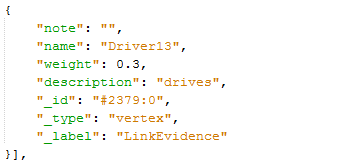 {
"note": "",
"name": "Driver13",
"weight": 0.3,
"description": "drives",
"_id": "#2379:0",
"_type": "vertex",
"_label": "LinkEvidence"
}],